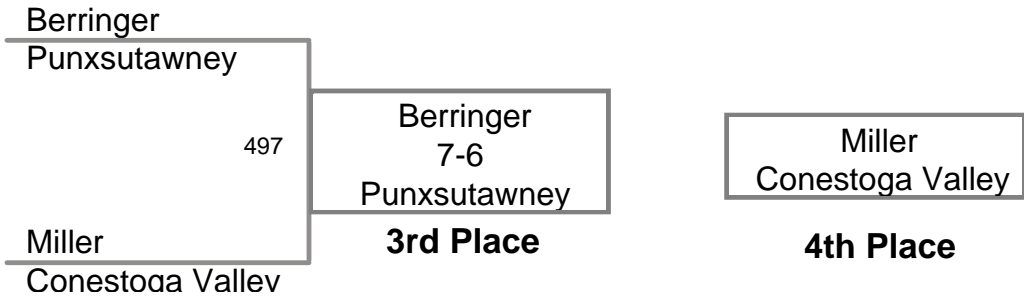 Berringer
Punxsutawney
497
Berringer
7-6
Punxsutawney
3rd Place
Miller
Conestoga Valley
Miller
Conestoga Valley
4th Place